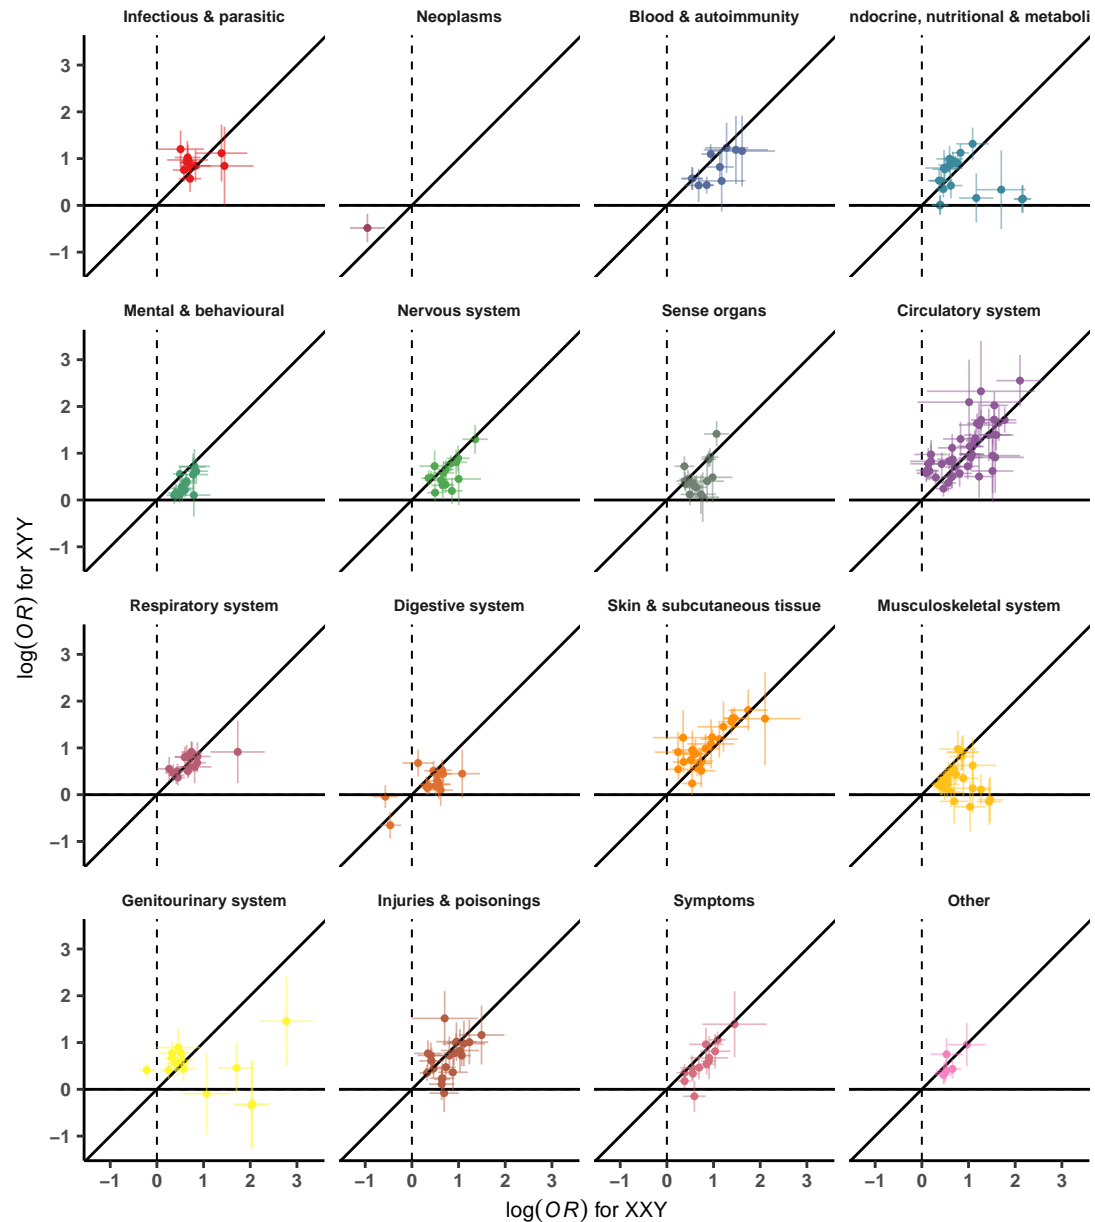 Infectious & parasitic
Neoplasms
Blood & autoimmunity
ndocrine, nutritional & metaboli
3
2
1
0
−1
Mental & behavioural
Nervous system
Sense organs
Circulatory system
3
2
1
0
−1
Respiratory system
Digestive system
Skin & subcutaneous tissue
Musculoskeletal system
3
2
1
0
−1
Genitourinary system
Injuries & poisonings
Symptoms
Other
3
2
1
0
−1
−1 0 1 2 3
−1 0 1 2 3
−1 0 1 2 3
−1 0 1 2 3
log(OR) for XXY
log(OR) for XYY